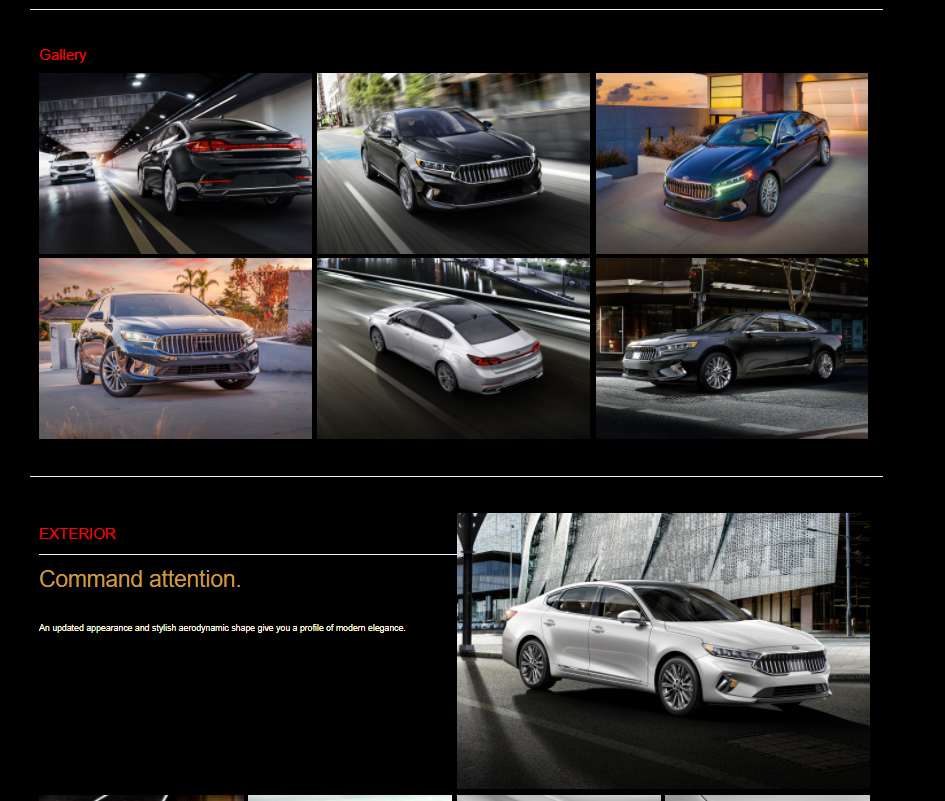 Gallery
EXTERIOR
Command attention.
An updated appearance and stylish aerodynamic shape give you a profile of modern elegance.